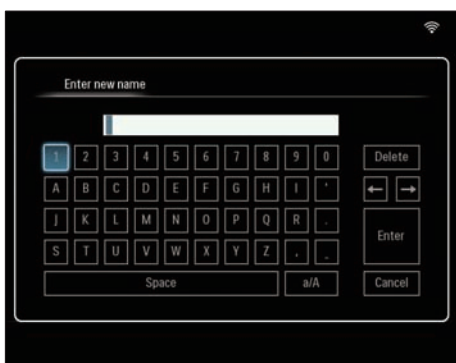 Enter new name
1 2 3 4 5 6 7 8 9 0 Delete
A B C D E F G H I ' ← →
J K L M N O P Q R .
Enter
S T U V W X Y Z , _
Space a/A Cancel